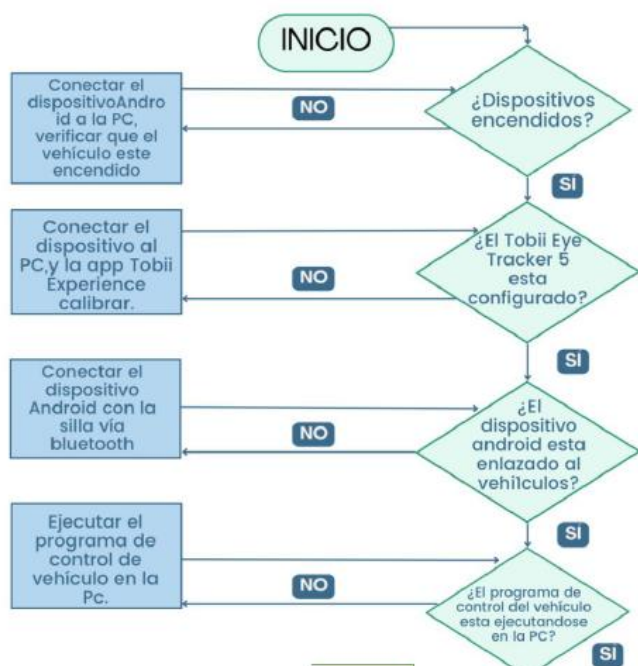 INICIO
Conectar el
dispositivoAndro
id a la PC,
verificar que el
vehículo este
encendido
NO
¿Dispositivos
encendidos?
SI
Conectar el
dispositivo al
PC,y la app Tobii
Experience
calibrar.
NO
¿El Tobii Eye
Tracker 5
esta
configurado?
SI
Conectar el
dispositivo
Android con la
silla vía
bluetooth
NO
¿El
dispositivo
android esta
enlazado al
vehí1culos?
SI
Ejecutar el
programa de
control de
vehículo en la
Pc.
NO
¿El programa de
control del vehículo
esta ejecutandose
en la PC?
SI